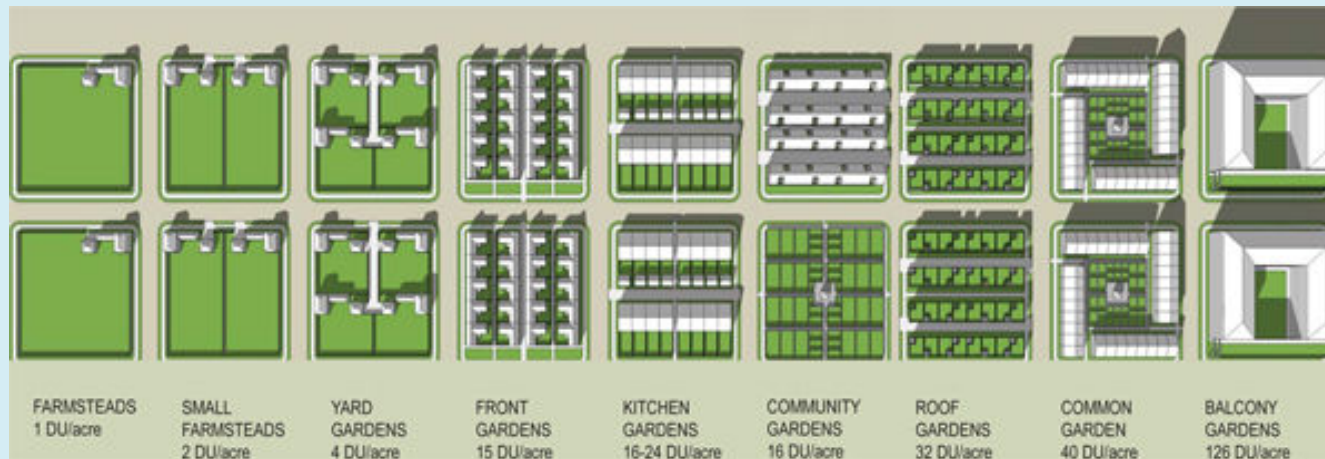 FARMSTEADS
1 DU/acre
SMALL
FARMSTEADS
2 DU/acre
YARD
GARDENS
4 DU/acre
FRONT
GARDENS
15 DU/acre
KITCHEN
GARDENS
16-24 DU/acre
COMMUNITY
GARDENS
16 DU/acre
ROOF
GARDENS
32 DU/acre
COMMON
GARDEN
40 DU/acre
BALCONY
GARDENS
126 DU/acre